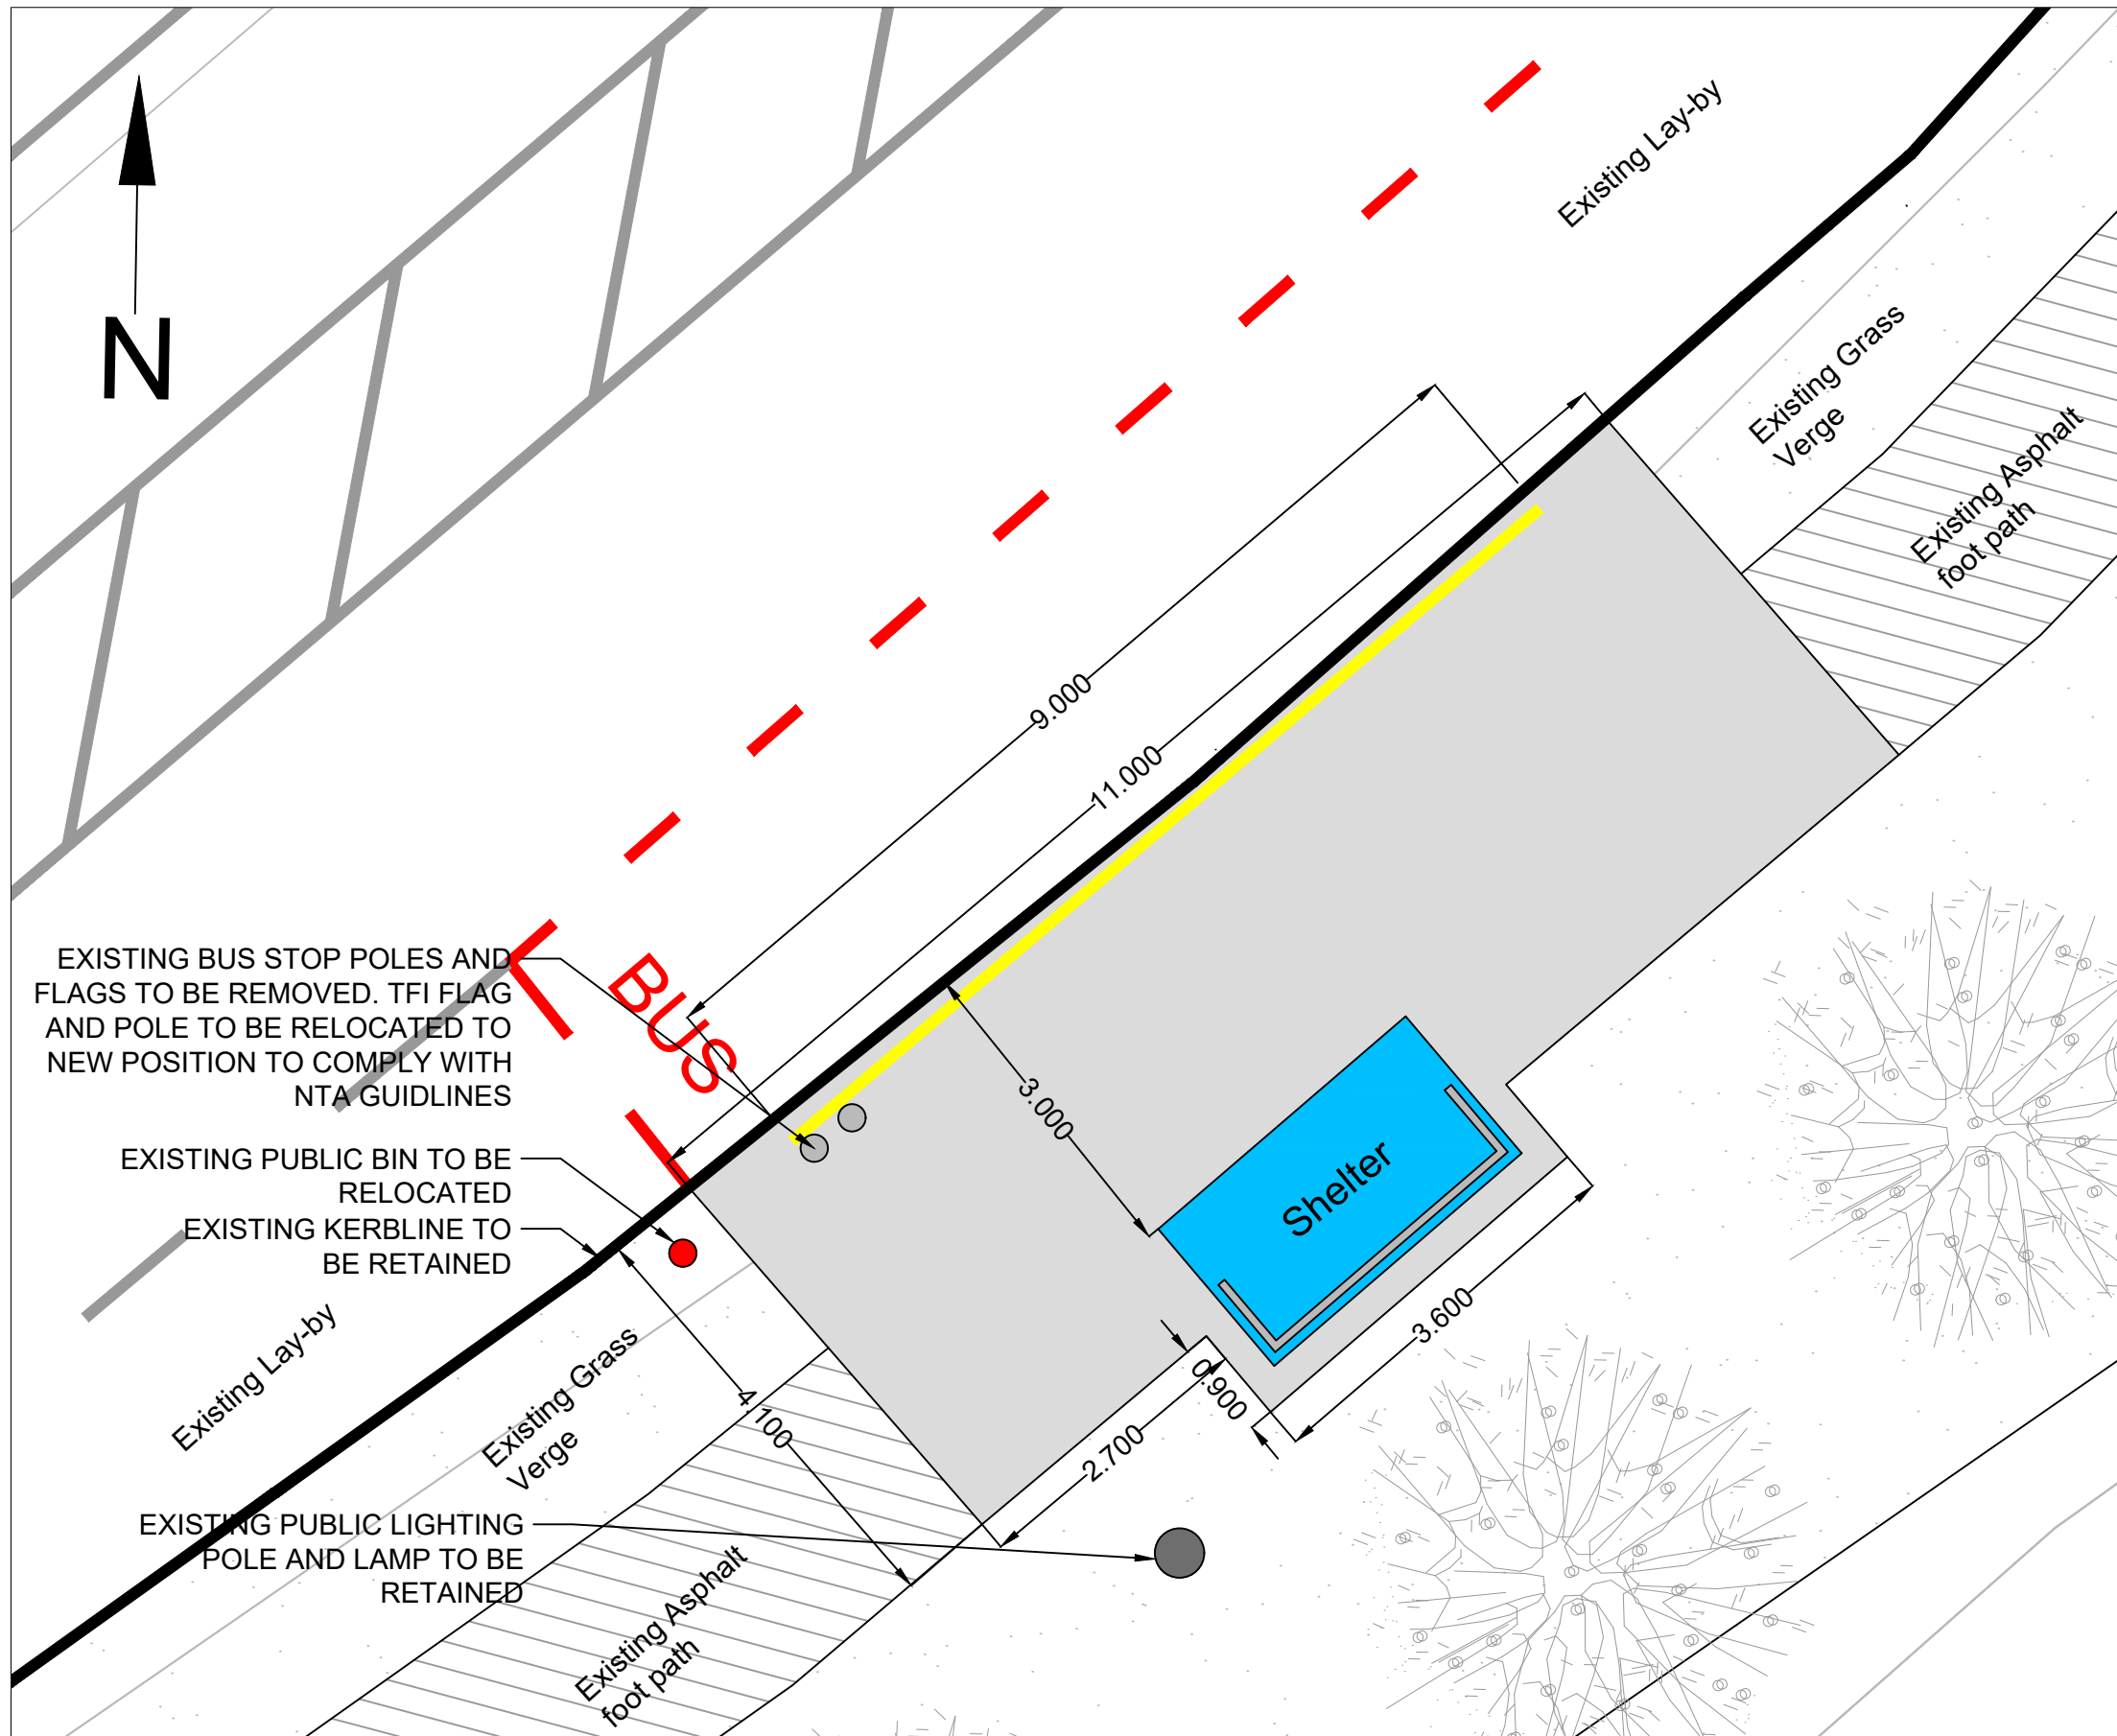 Existing Lay-by
N
Existing Grass
Verge
Existing Asphalt
foot path
9.000
11.000
EXISTING BUS STOP POLES AND
FLAGS TO BE REMOVED. TFI FLAG
AND POLE TO BE RELOCATED TO
NEW POSITION TO COMPLY WITH
NTA GUIDLINES
BUS
3.000
EXISTING PUBLIC BIN TO BE
RELOCATED
Shelter
EXISTING KERBLINE TO
BE RETAINED
3.600
Existing Lay-by
Existing Grass
Verge
0.900
4.100
2.700
EXISTING PUBLIC LIGHTING
POLE AND LAMP TO BE
RETAINED
Existing Asphalt
foot path